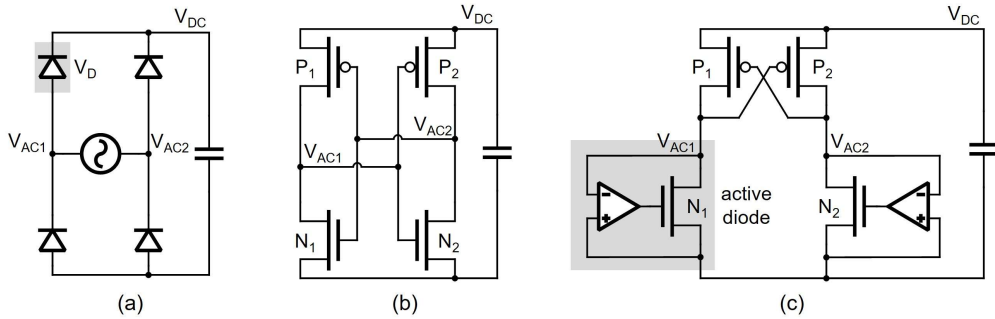 V_DC
V_D
V_AC1
V_AC2
(a)
V_DC
P_1
P_2
V_AC2
V_AC1
N_1
N_2
(b)
V_DC
P_1
P_2
V_AC1
V_AC2
-
+
N_1
active
diode
N_2
-
+
(c)